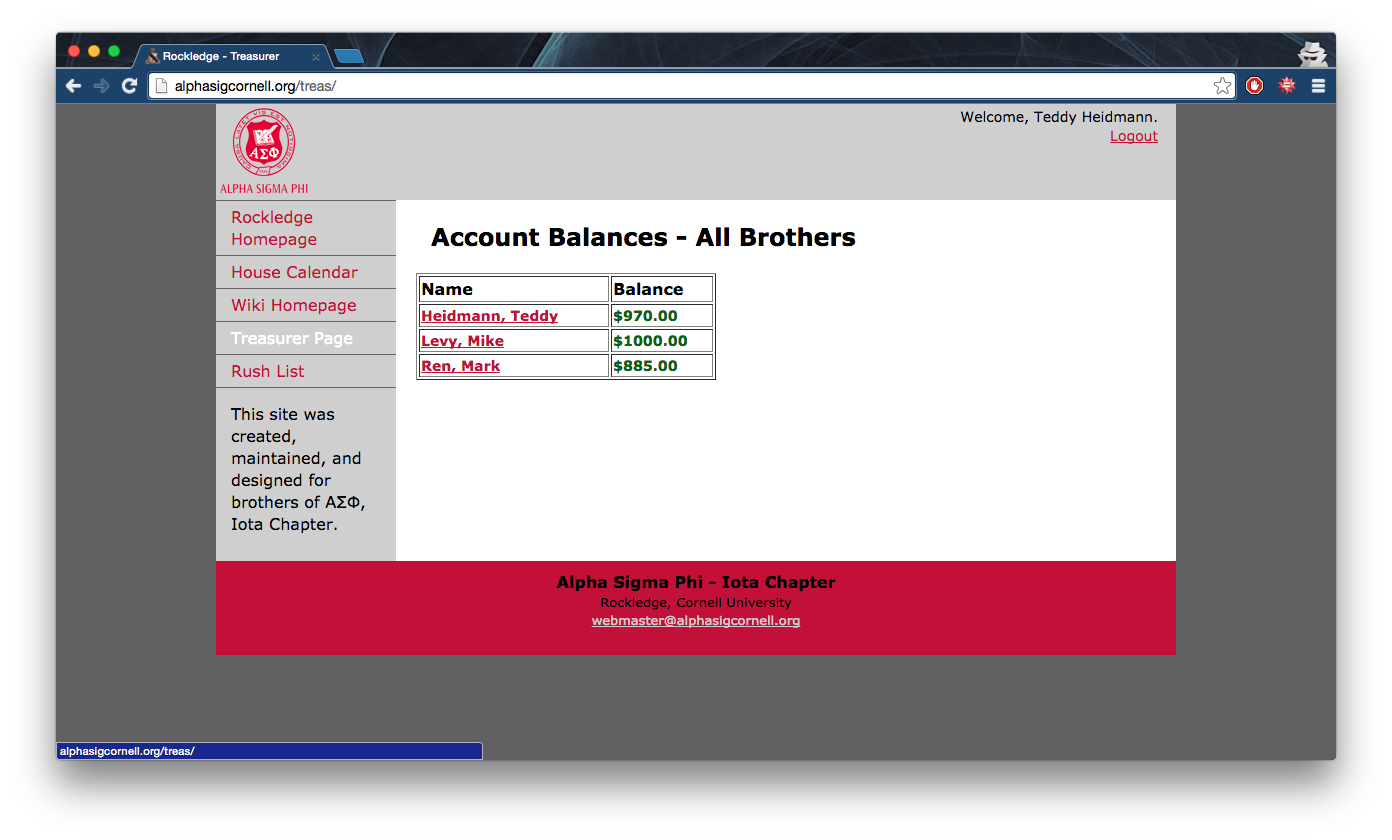 Rockledge - Treasurer
alphasigcornell.org/treas/
ΑΣΦ
ALPHA SIGMA PHI
Welcome, Teddy Heidmann.
Logout
Rockledge
Homepage
House Calendar
Wiki Homepage
Treasurer Page
Rush List
This site was
created,
maintained, and
designed for
brothers of ΑΣΦ,
Iota Chapter.
Account Balances - All Brothers
Name Balance
Heidmann, Teddy $970.00
Levy, Mike $1000.00
Ren, Mark $885.00
Alpha Sigma Phi - Iota Chapter
Rockledge, Cornell University
webmaster@alphasigcornell.org
alphasigcornell.org/treas/